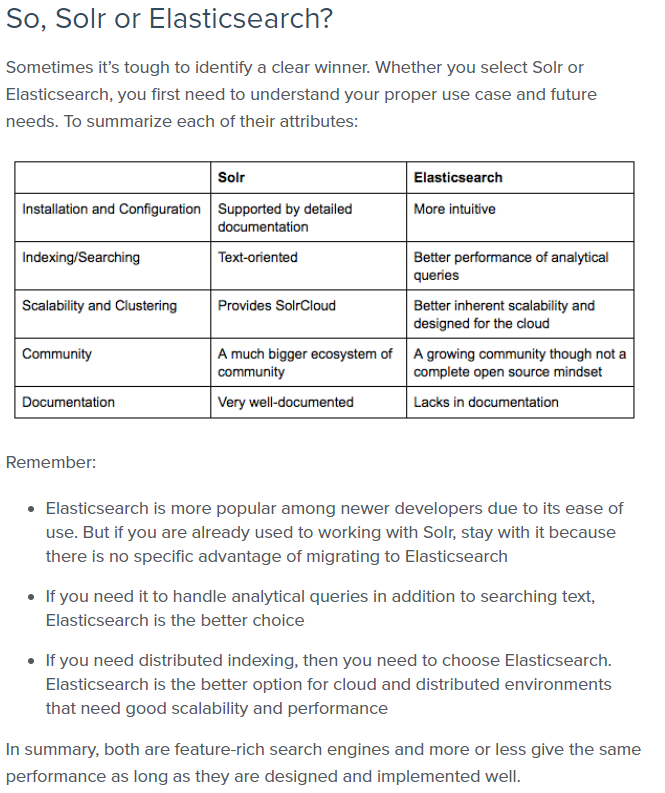 So, Solr or Elasticsearch?
Sometimes it’s tough to identify a clear winner. Whether you select Solr or
Elasticsearch, you first need to understand your proper use case and future
needs. To summarize each of their attributes:
Solr Elasticsearch
Installation and Configuration Supported by detailed More intuitive
documentation
Indexing/Searching Text-oriented Better performance of analytical
queries
Scalability and Clustering Provides SolrCloud Better inherent scalability and
designed for the cloud
Community A much bigger ecosystem of A growing community though not a
community complete open source mindset
Documentation Very well-documented Lacks in documentation
Remember:
• Elasticsearch is more popular among newer developers due to its ease of
use. But if you are already used to working with Solr, stay with it because
there is no specific advantage of migrating to Elasticsearch
• If you need it to handle analytical queries in addition to searching text,
Elasticsearch is the better choice
• If you need distributed indexing, then you need to choose Elasticsearch.
Elasticsearch is the better option for cloud and distributed environments
that need good scalability and performance
In summary, both are feature-rich search engines and more or less give the same
performance as long as they are designed and implemented well.